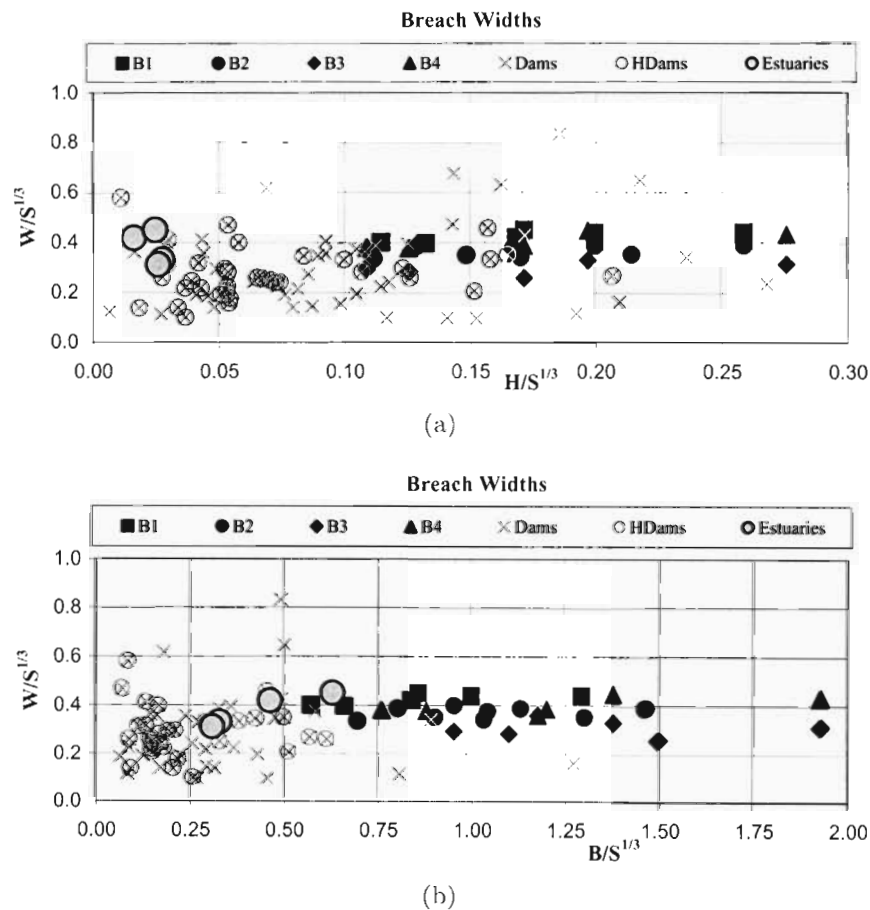 Breach Widths
B1 B2 B3 B4 Dams HDams Estuaries
1.0
0.8
0.6
0.4
0.2
0.0
W/S^1/3
0.00 0.05 0.10 0.15 0.20 0.25 0.30
H/S^1/3
(a)
Breach Widths
B1 B2 B3 B4 Dams HDams Estuaries
1.0
0.8
0.6
0.4
0.2
0.0
W/S^1/3
0.00 0.25 0.50 0.75 1.00 1.25 1.50 1.75 2.00
B/S^1/3
(b)